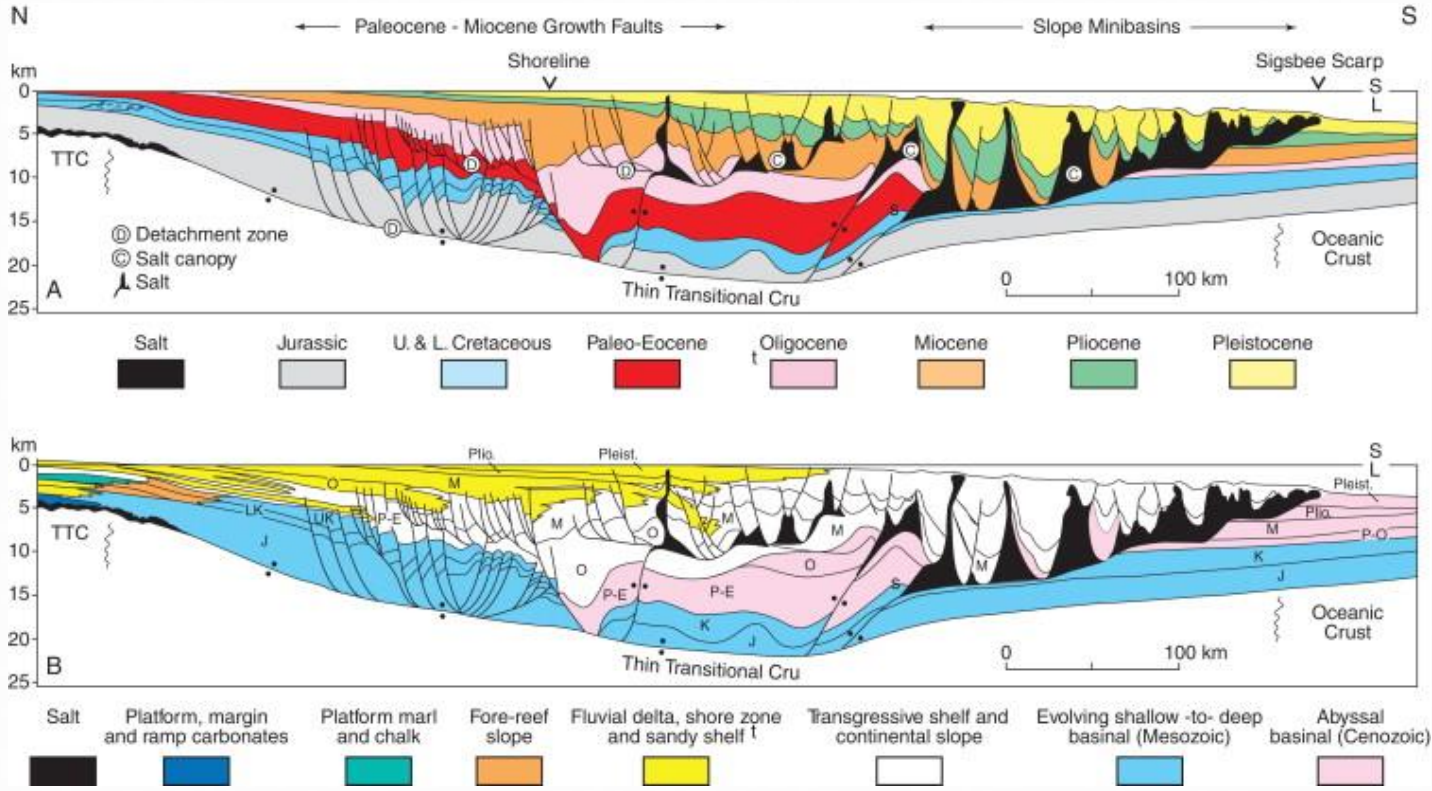 N
Paleocene - Miocene Growth Faults
Slope Minibasins
S
Shoreline
Sigsbee Scarp
km
0
5
10
15
20
25
S
L
TTC
D
D
D
C
C
C
S
D Detachment zone
C Salt canopy
Salt
A
Thin Transitional Cru
0 100 km
Oceanic
Crust
Salt
Jurassic
U. & L. Cretaceous
Paleo-Eocene
Oligocene
t
Miocene
Pliocene
Pleistocene
km
0
5
10
15
20
25
Plio.
Pleist.
S
L
Pleist.
O
M
Plio.
TTC
LK
UK
P-E
M
O
M
M
M
P-O
J
O
P-E
P-E
O
S
M
K
K
J
J
B
Thin Transitional Cru
0 100 km
Oceanic
Crust
Salt
Platform, margin
and ramp carbonates
Platform marl
and chalk
Fore-reef
slope
Fluvial delta, shore zone
and sandy shelf t
Transgressive shelf and
continental slope
Evolving shallow -to- deep
basinal (Mesozoic)
Abyssal
basinal (Cenozoic)